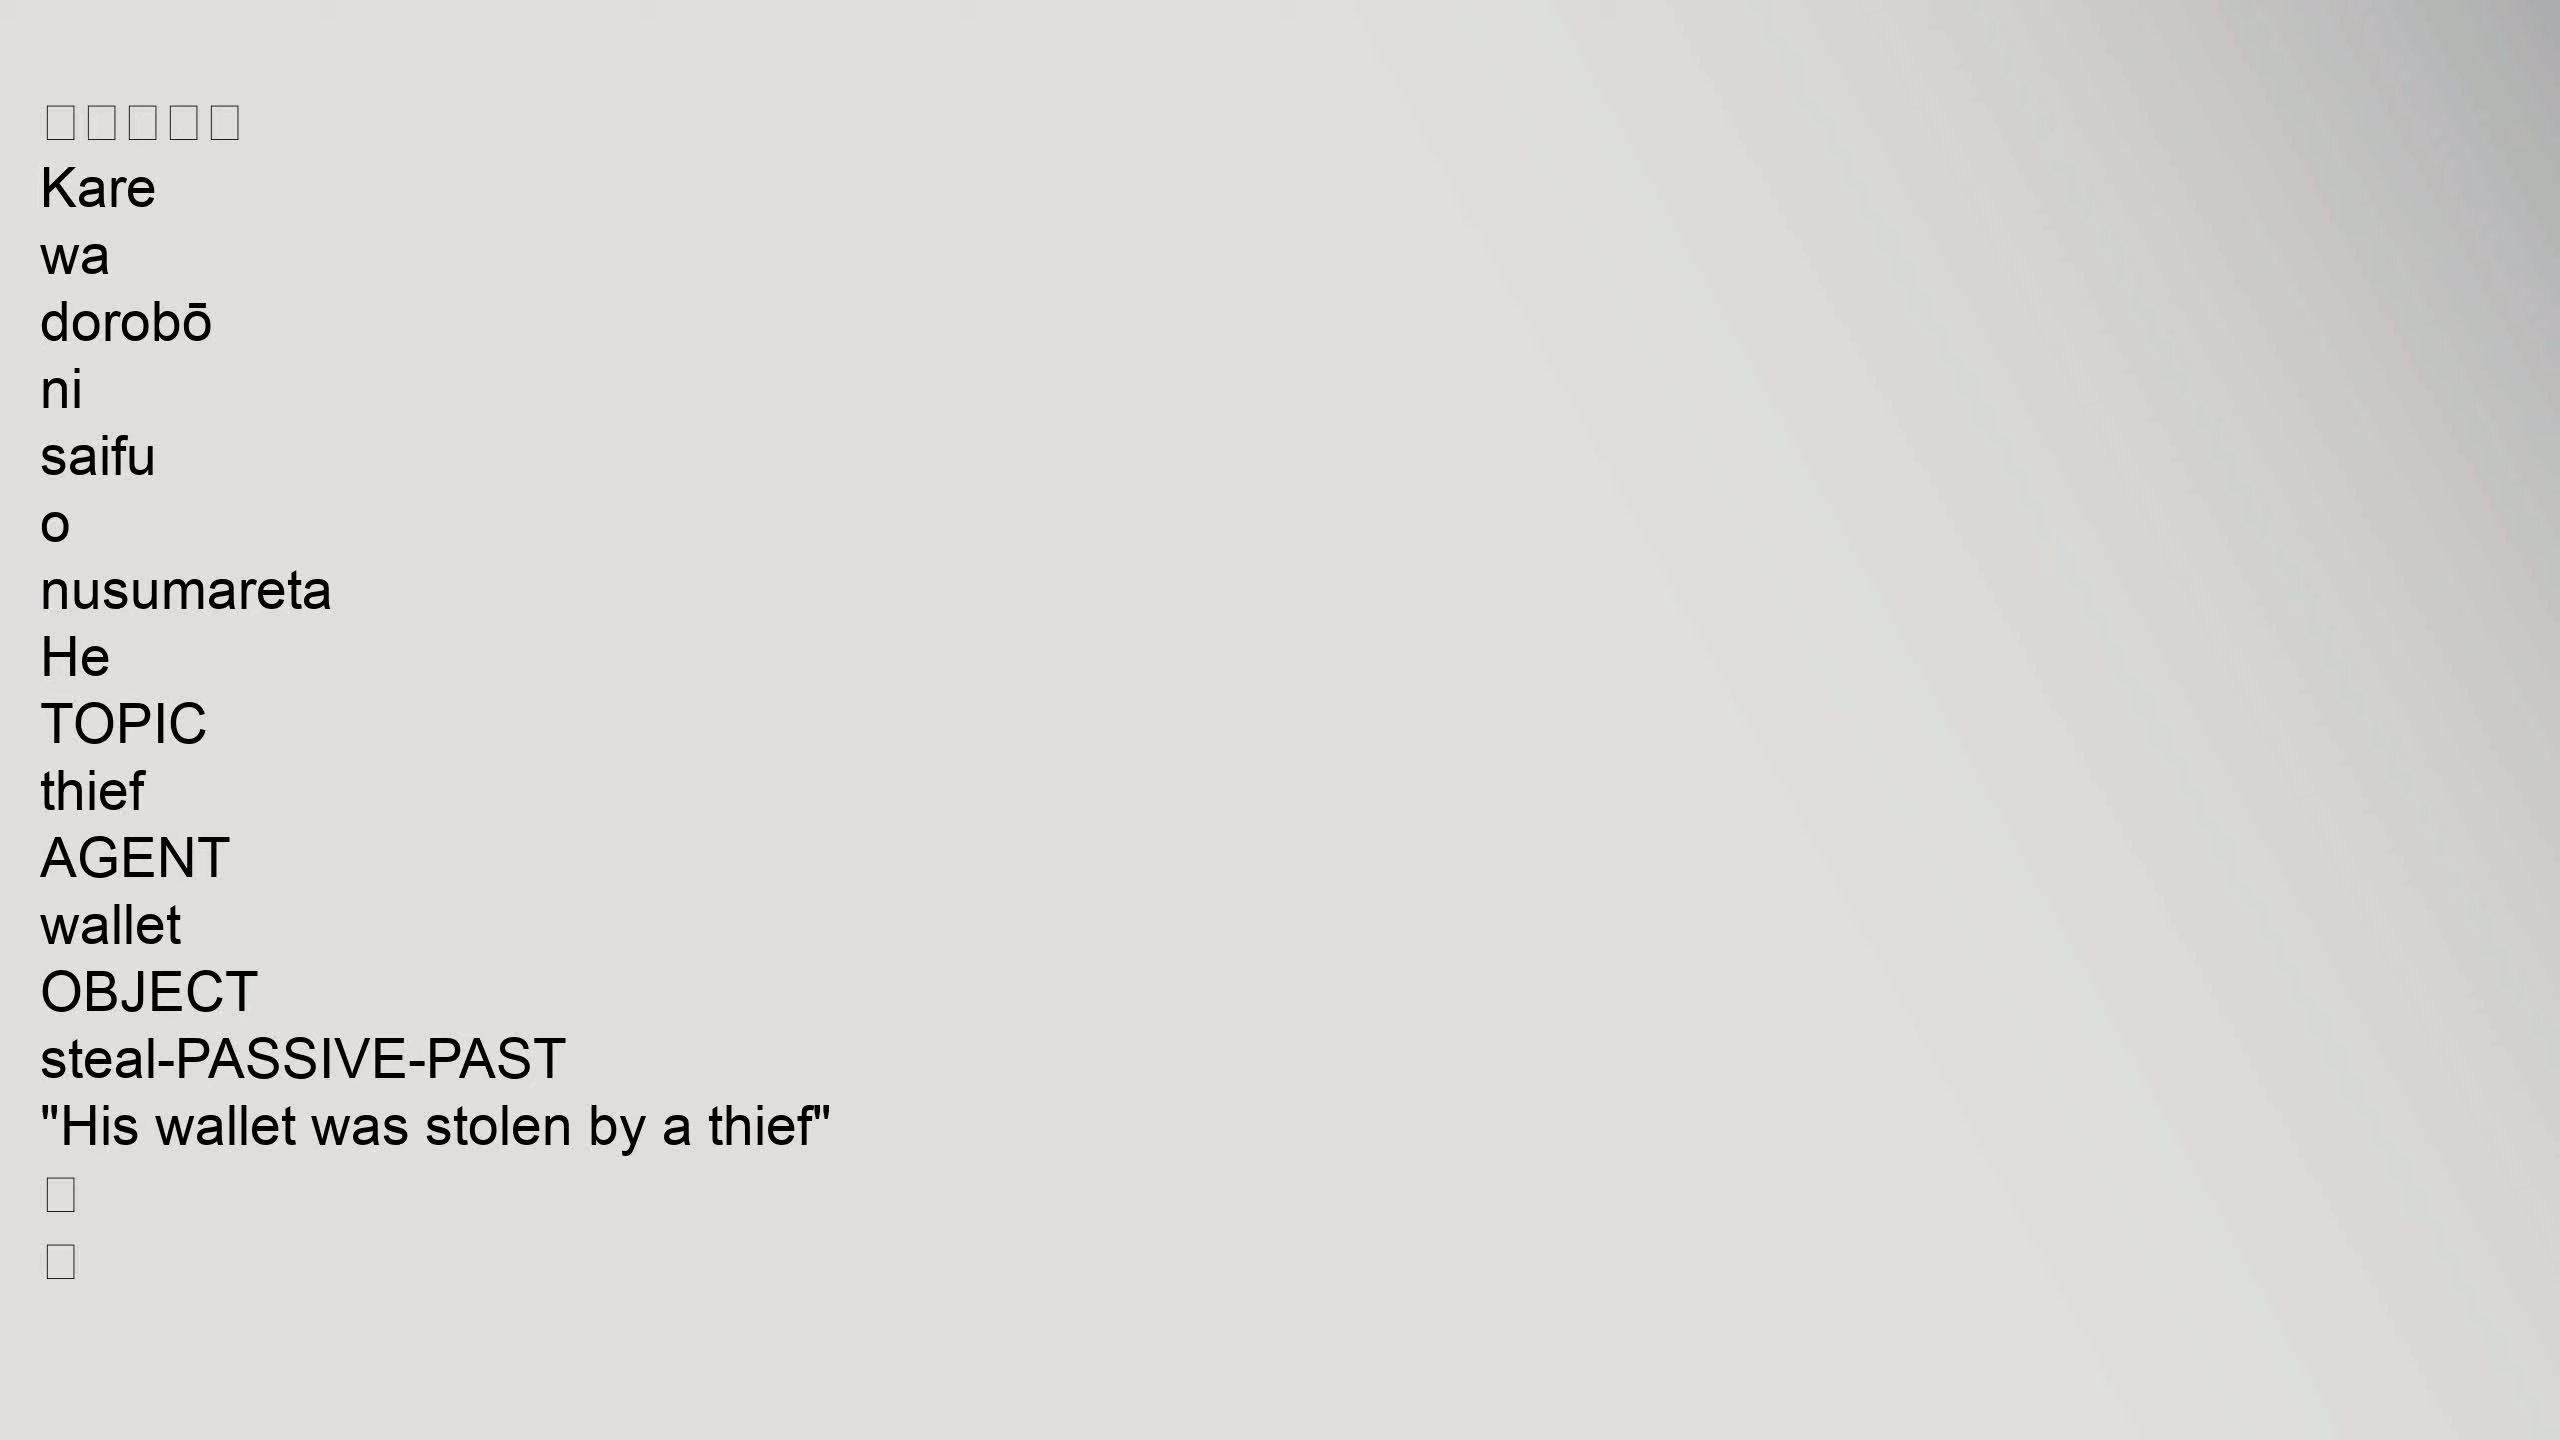 Kare
wa
dorobō
ni
saifu
o
nusumareta
He
TOPIC
thief
AGENT
wallet
OBJECT
steal-PASSIVE-PAST
"His wallet was stolen by a thief"